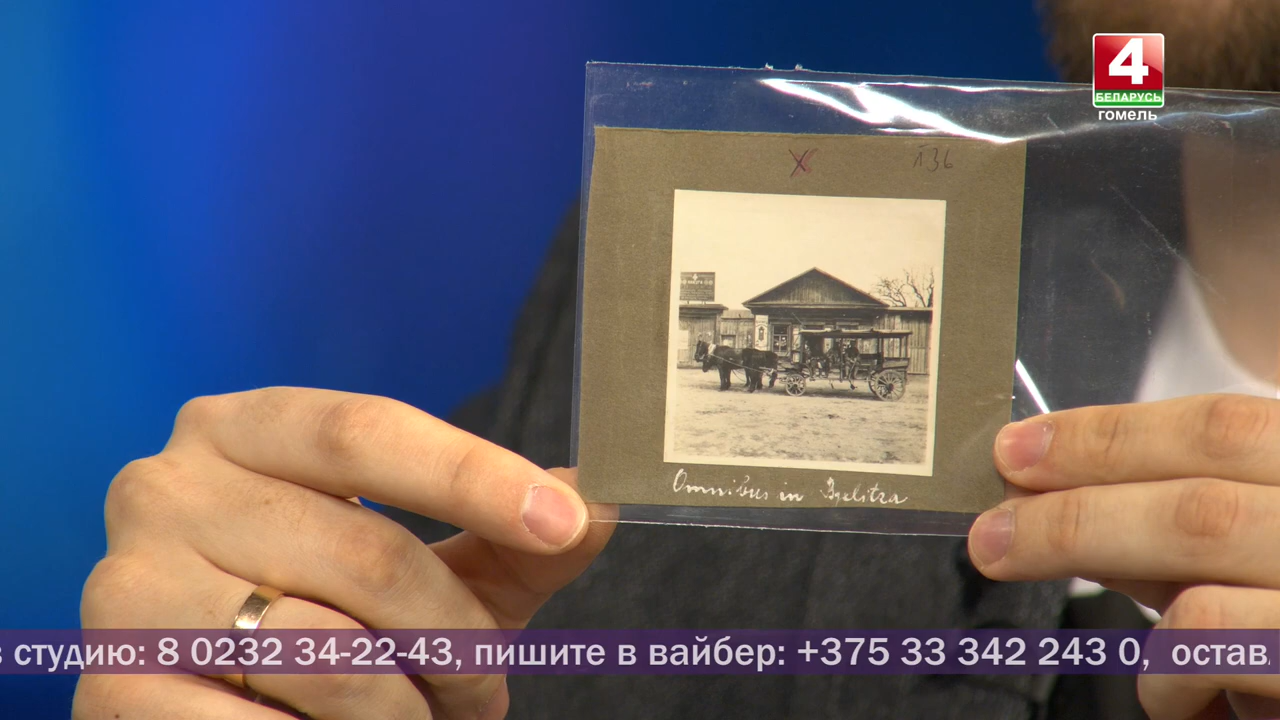 4
БЕЛАРУСЬ
гомель
136
Omnibus in Bjelitza
в студию: 8 0232 34-22-43, пишите в вайбер: +375 33 342 243 0, остав